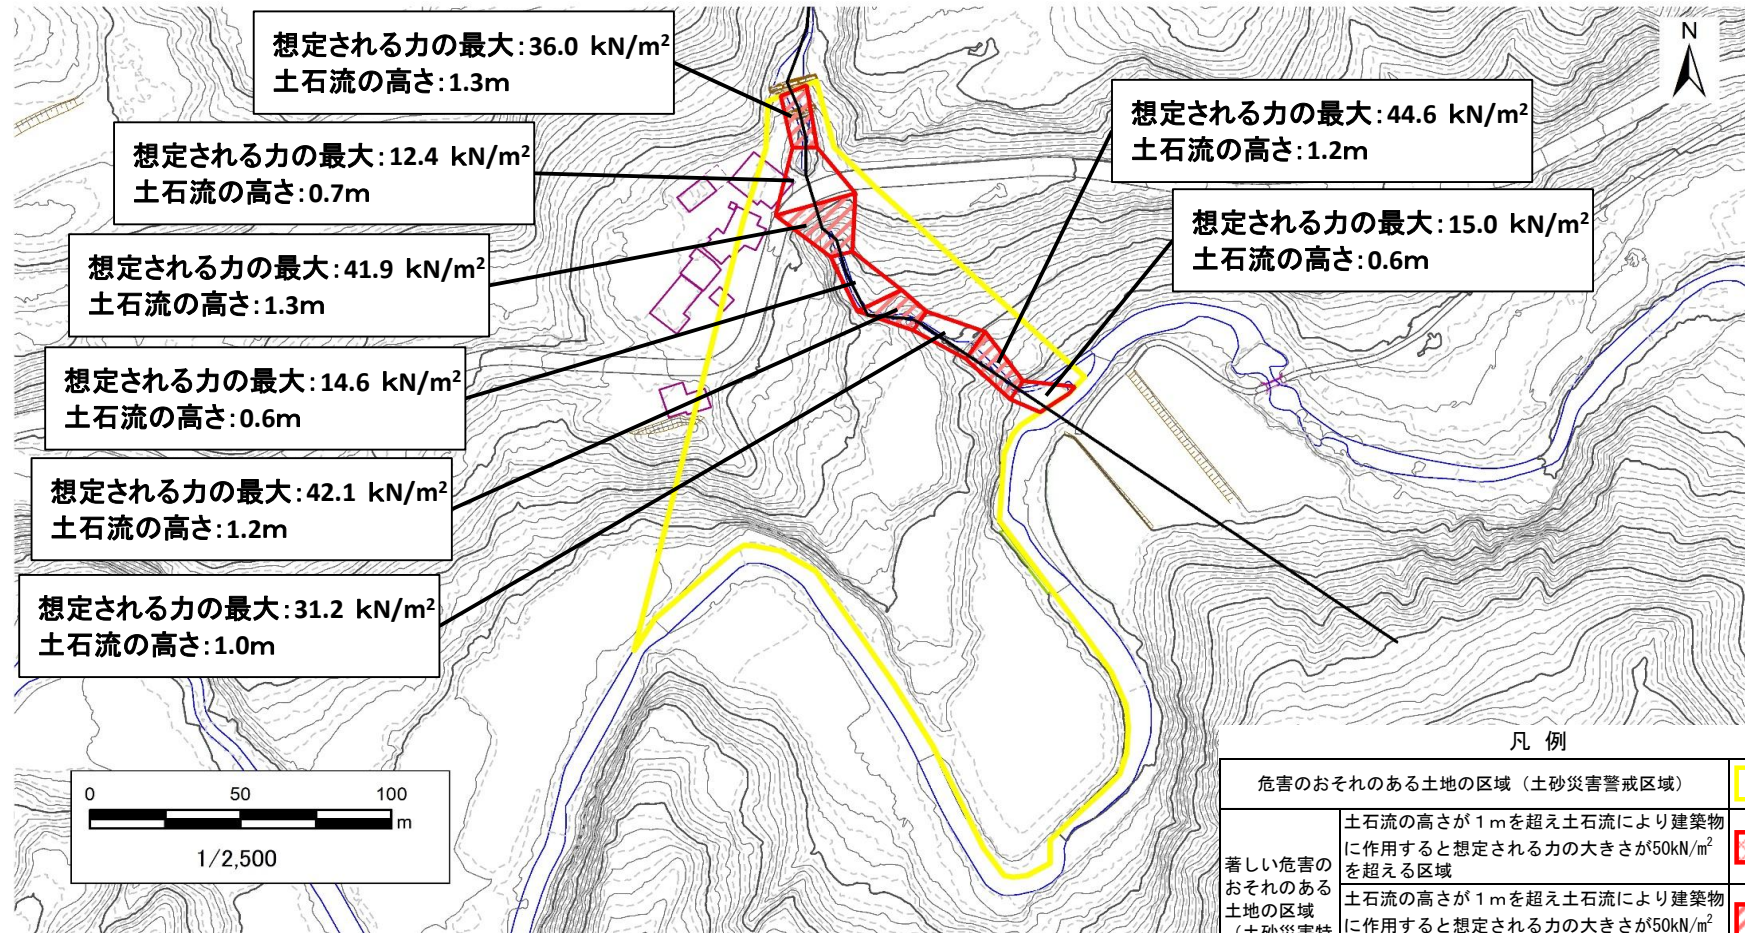 想定される力の最大:36.0 kN/m²
土石流の高さ:1.3m
N
想定される力の最大:44.6 kN/m²
土石流の高さ:1.2m
想定される力の最大:12.4 kN/m²
土石流の高さ:0.7m
想定される力の最大:15.0 kN/m²
土石流の高さ:0.6m
想定される力の最大:41.9 kN/m²
土石流の高さ:1.3m
想定される力の最大:14.6 kN/m²
土石流の高さ:0.6m
想定される力の最大:42.1 kN/m²
土石流の高さ:1.2m
想定される力の最大:31.2 kN/m²
土石流の高さ:1.0m
0 50 100
m
1/2,500
凡 例
危害のおそれのある土地の区域（土砂災害警戒区域）
土石流の高さが1mを超え土石流により建築物
に作用すると想定される力の大きさが50kN/m²
を超える区域
著しい危害の
おそれのある
土地の区域
（土砂災害特
土石流の高さが1mを超え土石流により建築物
に作用すると想定される力の大きさが50kN/m²